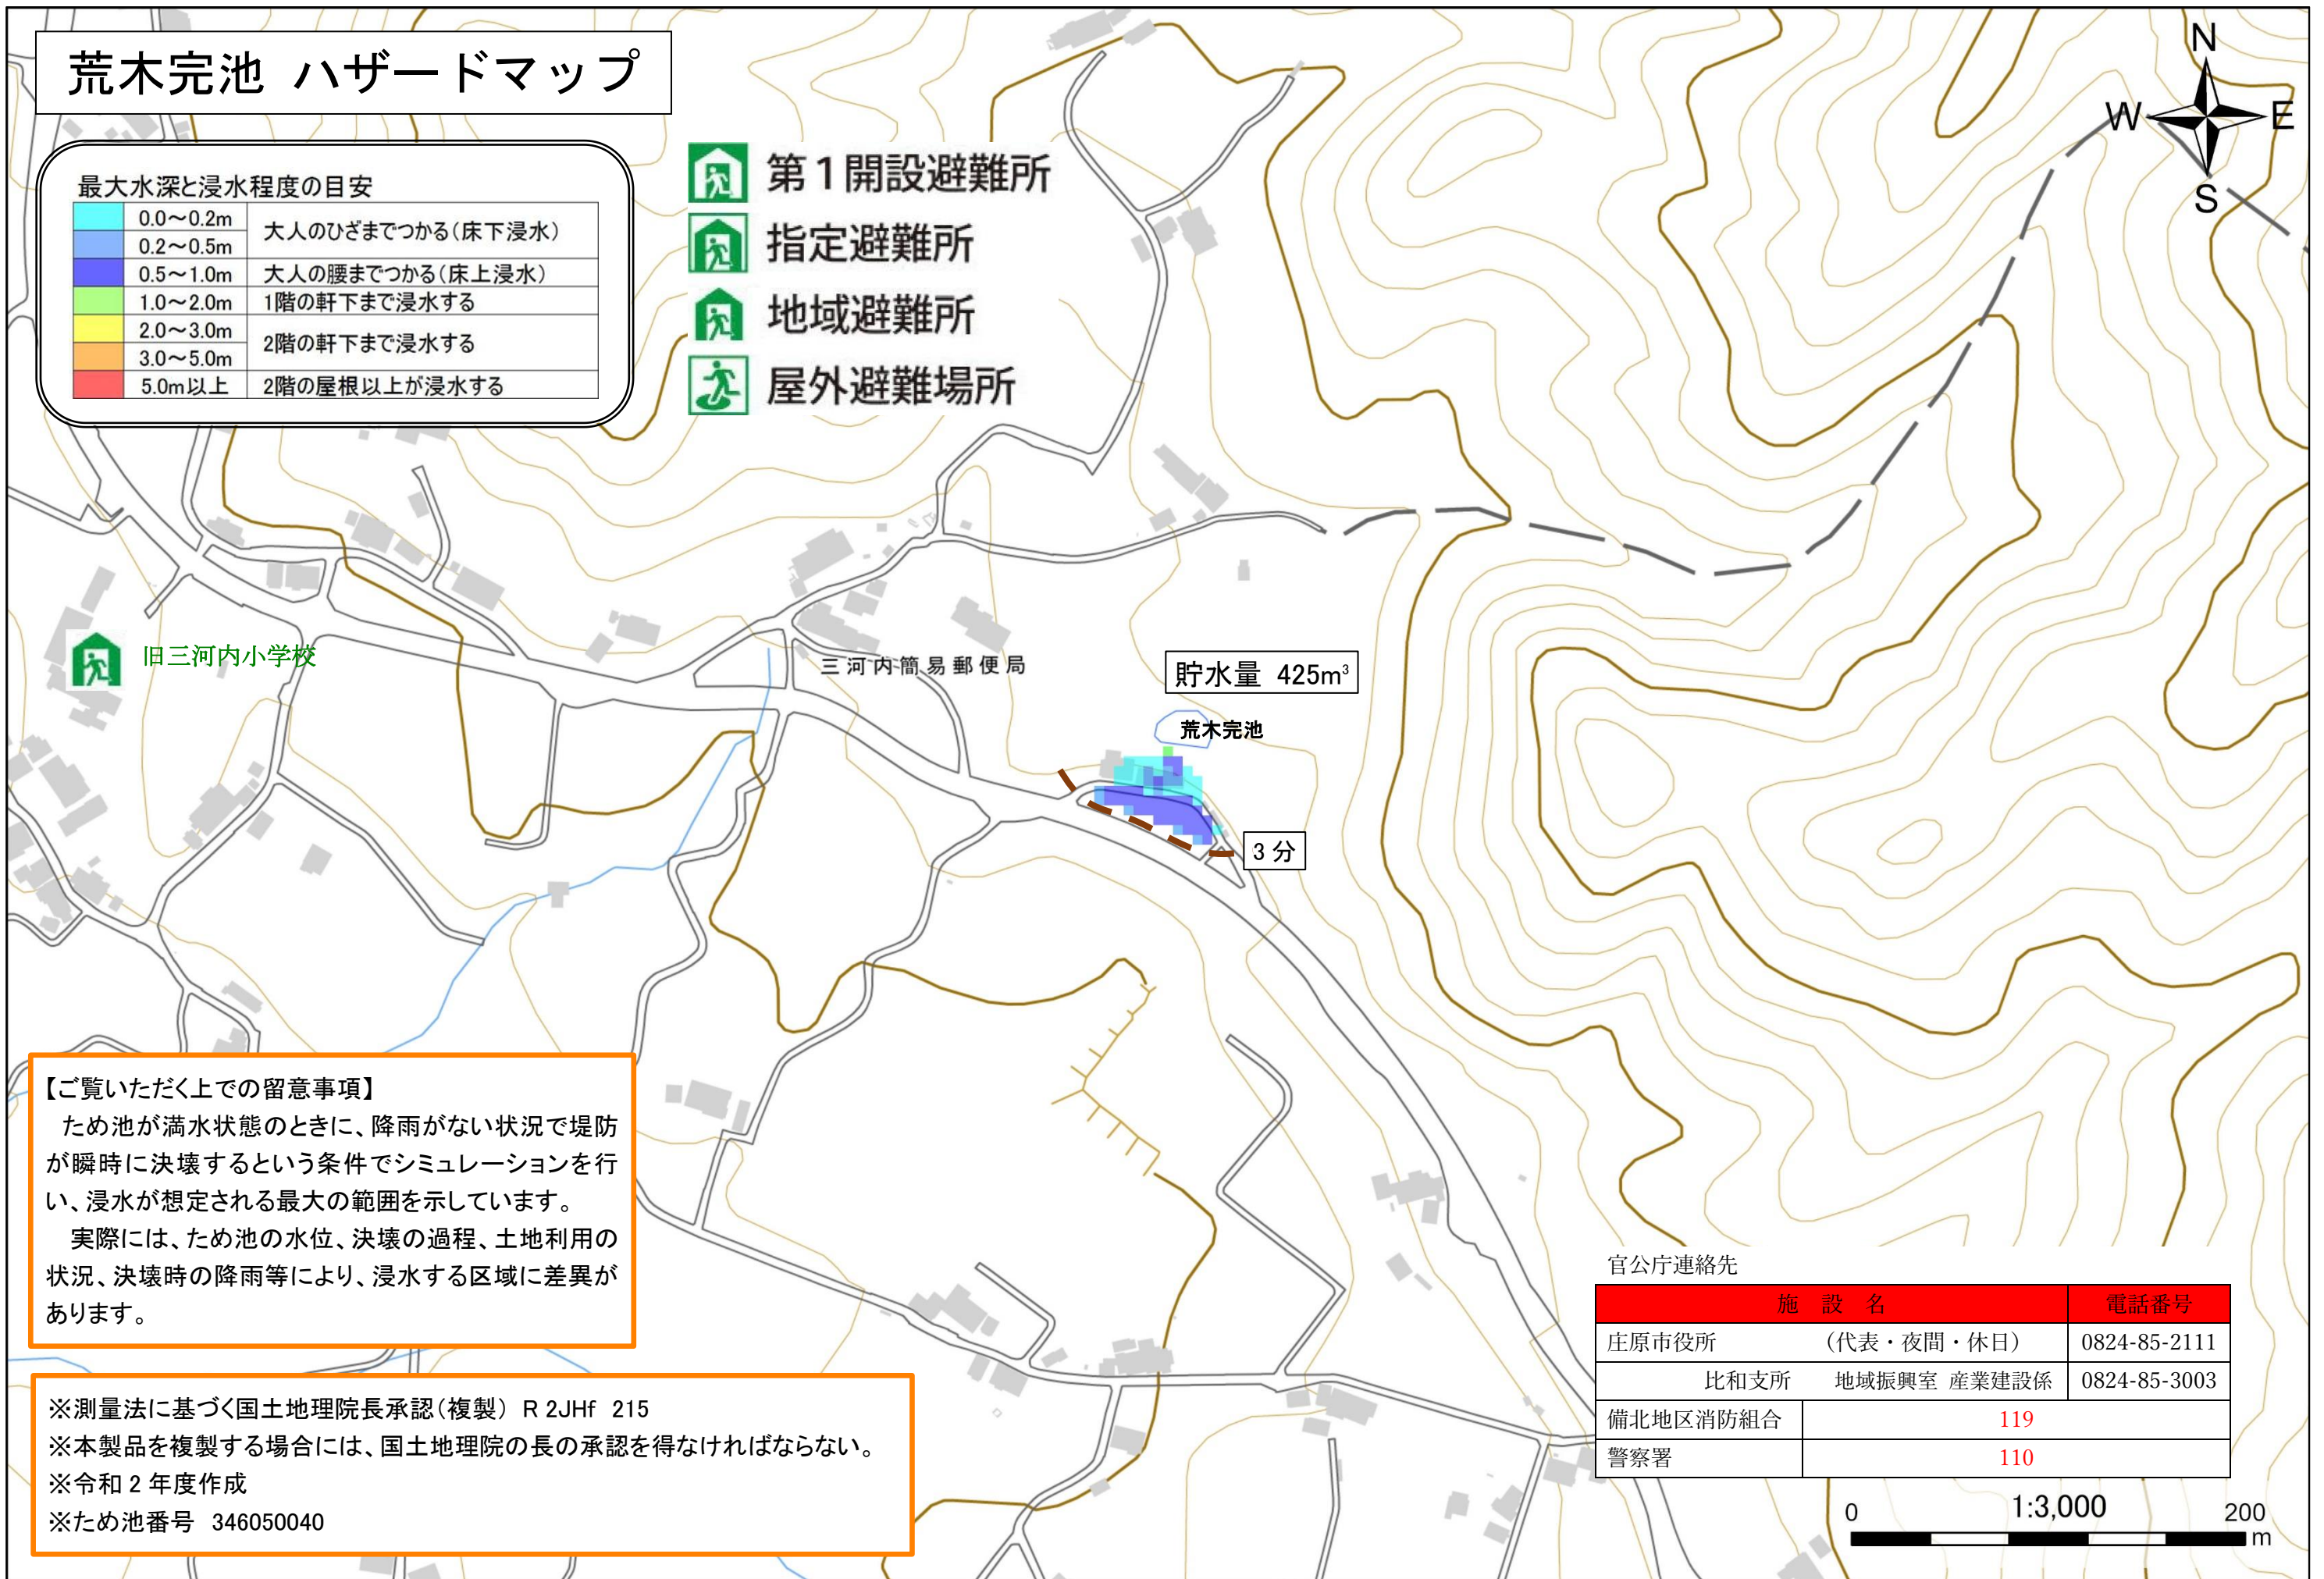 荒木完池 ハザードマップ
N
W E
S
最大水深と浸水程度の目安
0.0～0.2m
大人のひざまでつかる(床下浸水)
0.2～0.5m
0.5～1.0m 大人の腰までつかる(床上浸水)
1.0～2.0m 1階の軒下まで浸水する
2.0～3.0m
2階の軒下まで浸水する
3.0～5.0m
5.0m以上 2階の屋根以上が浸水する
第1開設避難所
指定避難所
地域避難所
屋外避難場所
旧三河内小学校
三河内簡易郵便局
貯水量 425m³
荒木完池
3分
【ご覧いただく上での留意事項】
ため池が満水状態のときに、降雨がない状況で堤防
が瞬時に決壊するという条件でシミュレーションを行
い、浸水が想定される最大の範囲を示しています。
実際には、ため池の水位、決壊の過程、土地利用の
状況、決壊時の降雨等により、浸水する区域に差異が
あります。
※測量法に基づく国土地理院長承認(複製) R 2JHf 215
※本製品を複製する場合には、国土地理院の長の承認を得なければならない。
※令和2年度作成
※ため池番号 346050040
官公庁連絡先
施 設 名 電話番号
庄原市役所 (代表・夜間・休日) 0824-85-2111
比和支所 地域振興室 産業建設係 0824-85-3003
備北地区消防組合 119
警察署 110
0 1:3,000 200
m